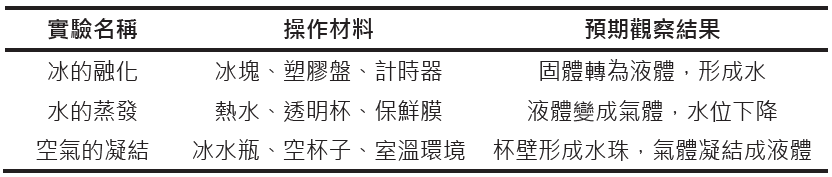 實驗名稱 操作材料 預期觀察結果
冰的融化 冰塊、塑膠盤、計時器 固體轉為液體，形成水
水的蒸發 熱水、透明杯、保鮮膜 液體變成氣體，水位下降
空氣的凝結 冰水瓶、空杯子、室溫環境 杯壁形成水珠，氣體凝結成液體